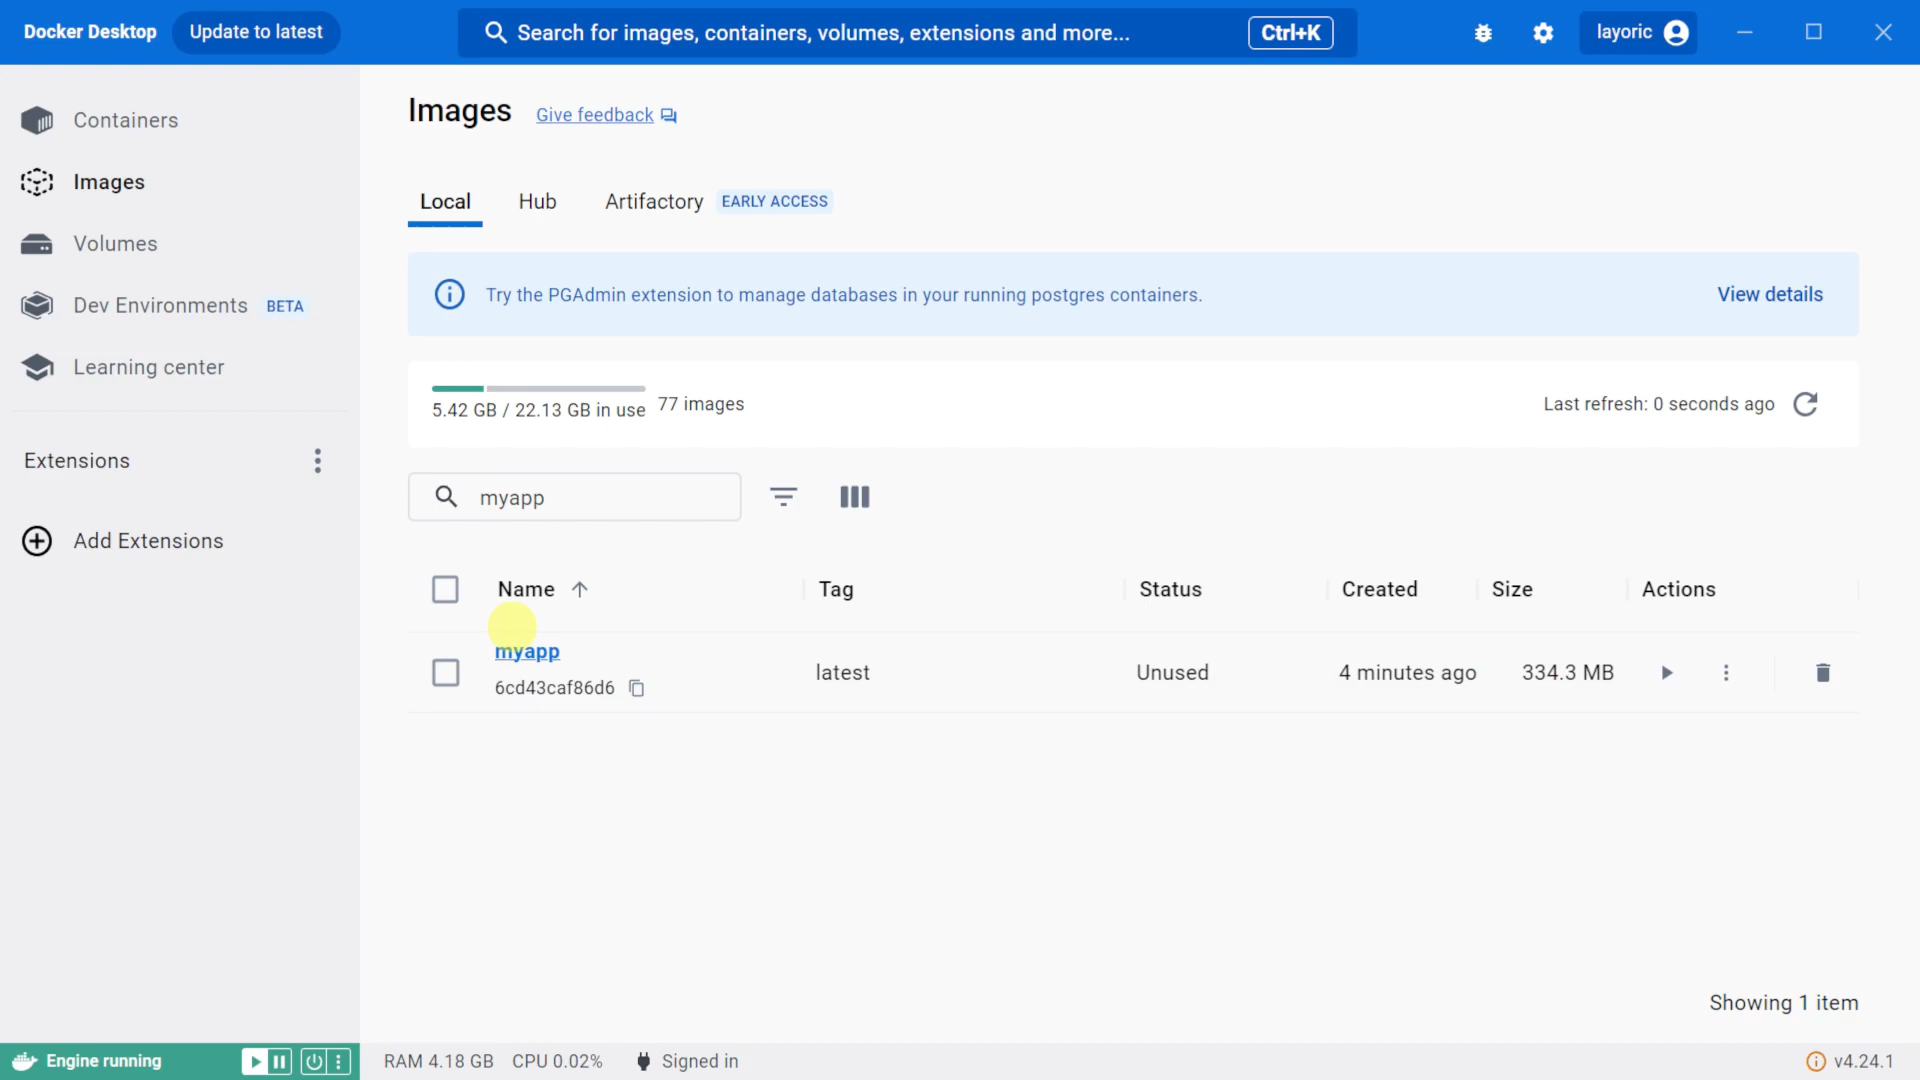 Docker Desktop Update to latest Search for images, containers, volumes, extensions and more... Ctrl+K layoric
Containers
Images
Volumes
Dev Environments BETA
Learning center
Extensions
Add Extensions
Images Give feedback
Local Hub Artifactory EARLY ACCESS
Try the PGAdmin extension to manage databases in your running postgres containers. View details
5.42 GB / 22.13 GB in use 77 images Last refresh: 0 seconds ago
myapp
Name Tag Status Created Size Actions
myapp
6cd43caf86d6 latest Unused 4 minutes ago 334.3 MB
Showing 1 item
Engine running RAM 4.18 GB CPU 0.02% Signed in v4.24.1